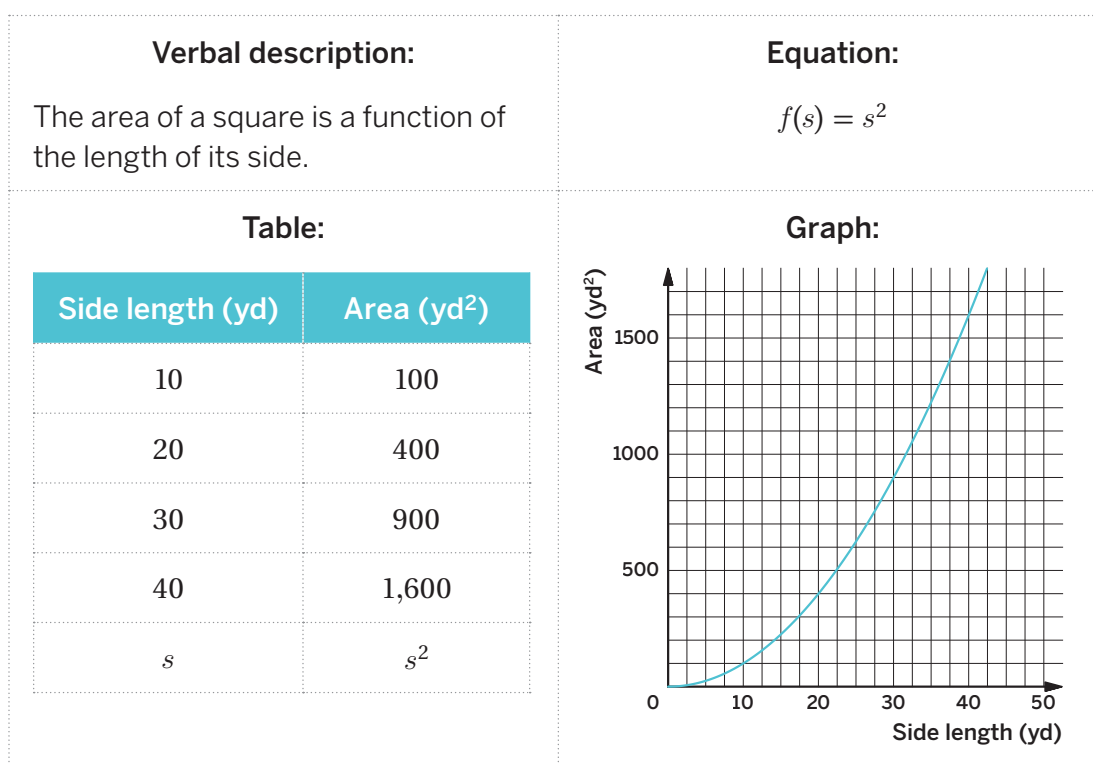 Verbal description:
The area of a square is a function of
the length of its side.
Equation:
f(s) = s²
Table:
Side length (yd) Area (yd²)
10 100
20 400
30 900
40 1,600
s s²
Graph:
Area (yd²)
1500
1000
500
0 10 20 30 40 50
Side length (yd)